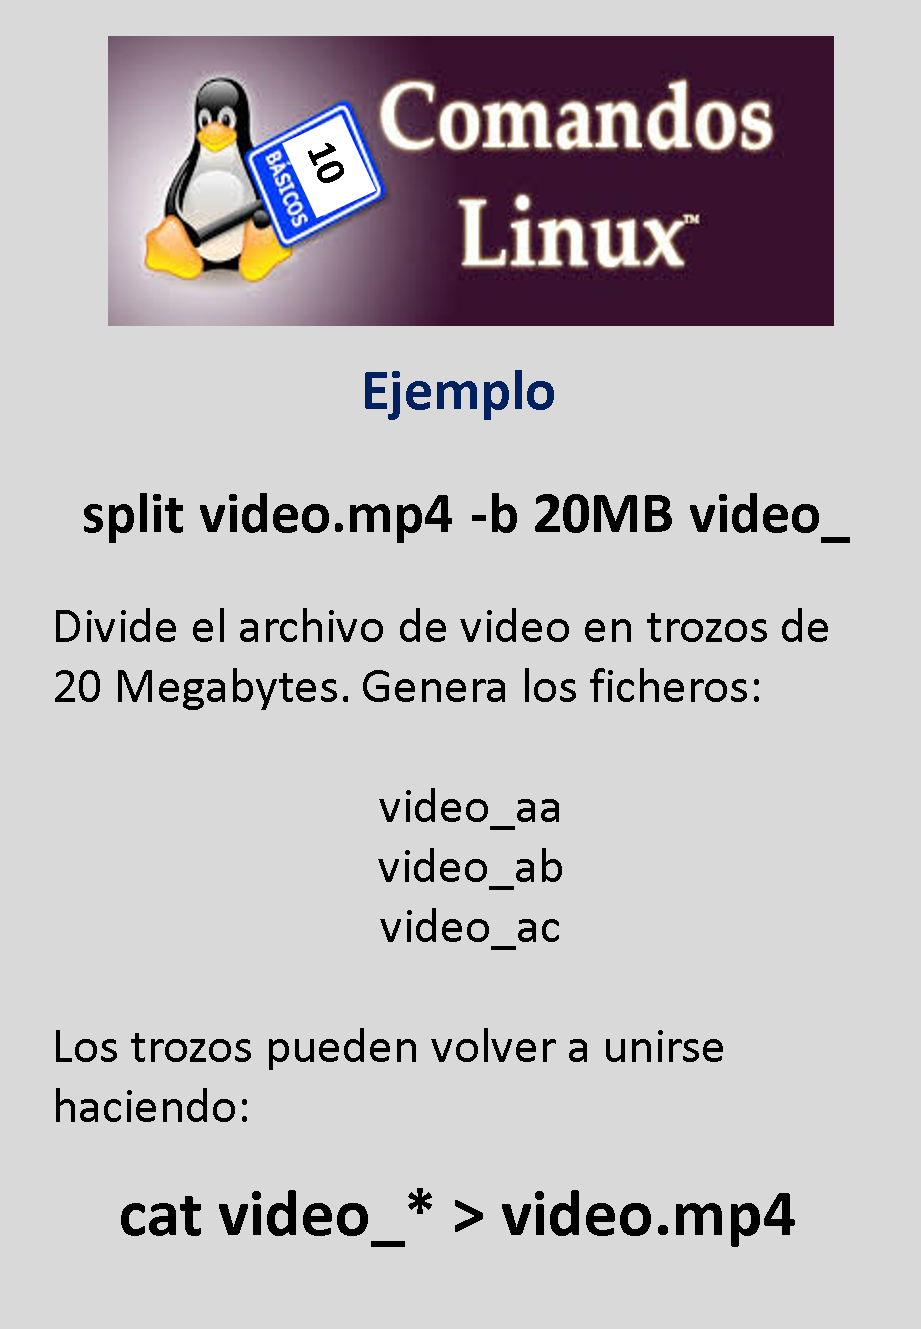 Comandos
Linux™
10
BÁSICOS
Ejemplo
split video.mp4 -b 20MB video_
Divide el archivo de video en trozos de
20 Megabytes. Genera los ficheros:
video_aa
video_ab
video_ac
Los trozos pueden volver a unirse
haciendo:
cat video_* > video.mp4